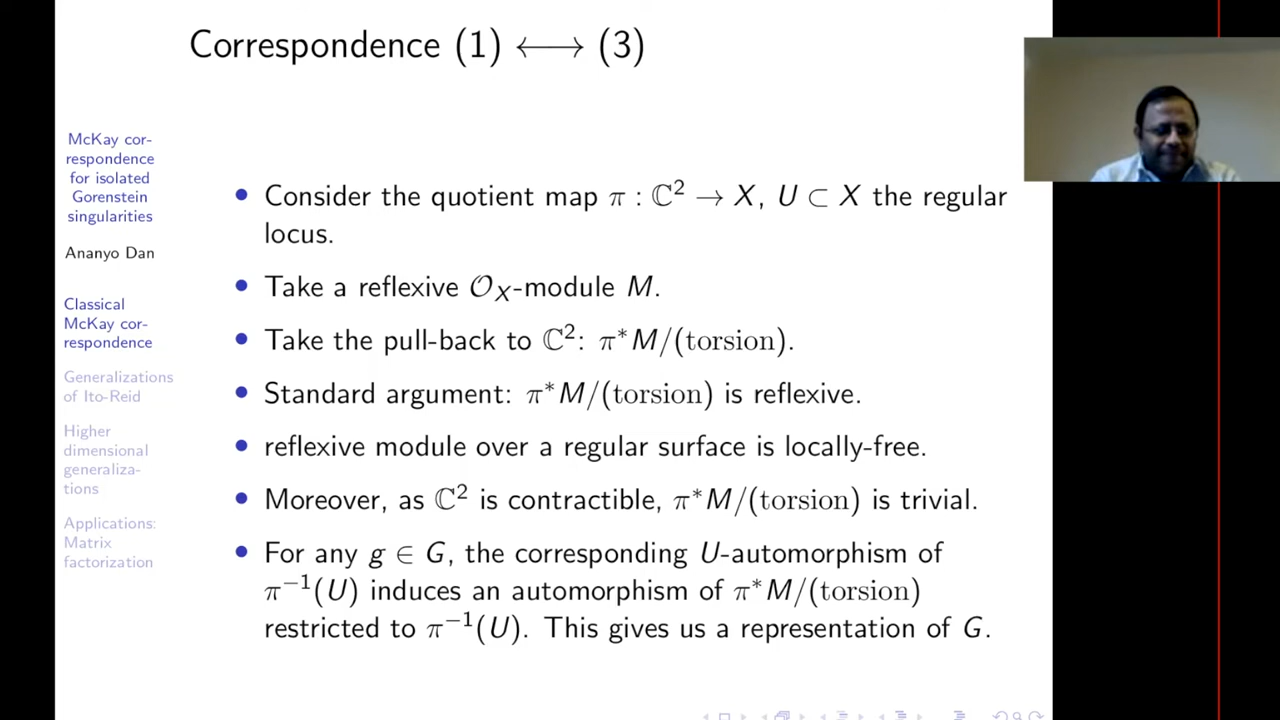 Correspondence (1) ⟷ (3)
McKay cor-
respondence
for isolated
Gorenstein
singularities
Ananyo Dan
Classical
McKay cor-
respondence
Generalizations
of Ito-Reid
Higher
dimensional
generaliza-
tions
Applications:
Matrix
factorization
• Consider the quotient map π : ℂ² → X, U ⊂ X the regular
locus.
• Take a reflexive 𝒪_X-module M.
• Take the pull-back to ℂ²: π*M/(torsion).
• Standard argument: π*M/(torsion) is reflexive.
• reflexive module over a regular surface is locally-free.
• Moreover, as ℂ² is contractible, π*M/(torsion) is trivial.
• For any g ∈ G, the corresponding U-automorphism of
π⁻¹(U) induces an automorphism of π*M/(torsion)
restricted to π⁻¹(U). This gives us a representation of G.